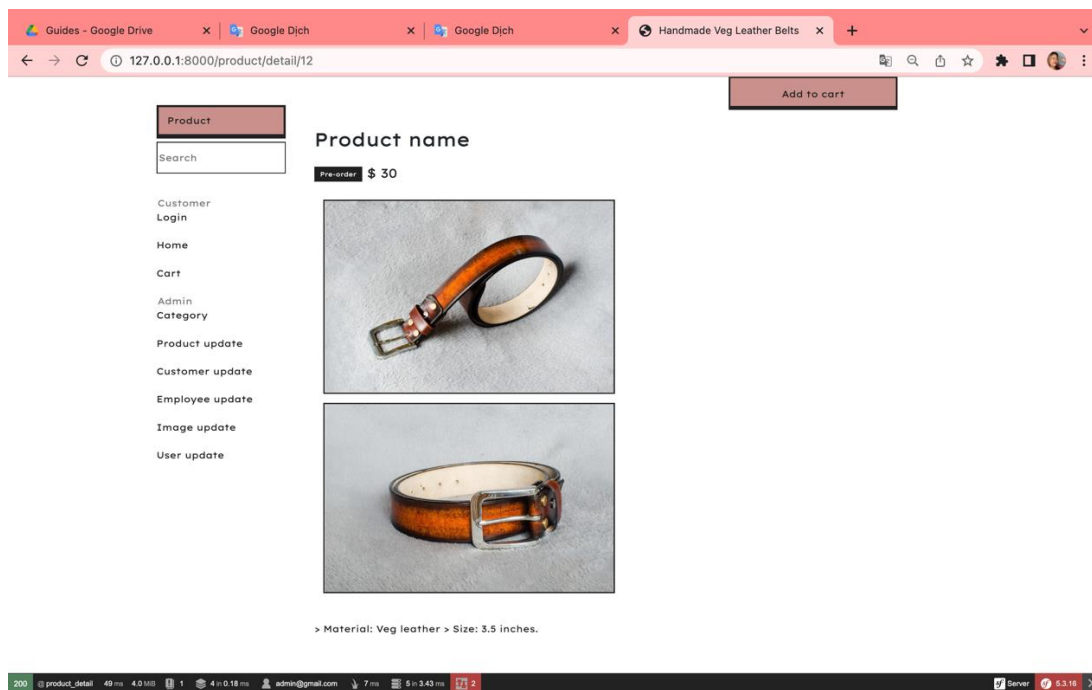 Guides - Google Drive
Google Dịch
Google Dịch
Handmade Veg Leather Belts
127.0.0.1:8000/product/detail/12
Add to cart
Product
Search
Customer
Login
Home
Cart
Admin
Category
Product update
Customer update
Employee update
Image update
User update
Product name
Pre-order $ 30
> Material: Veg leather > Size: 3.5 inches.
200 @ product_detail 49 ms 4.0 MiB 1 4 in 0.18 ms admin@gmail.com 7 ms 5 in 3.43 ms 2 Server 5.3.16